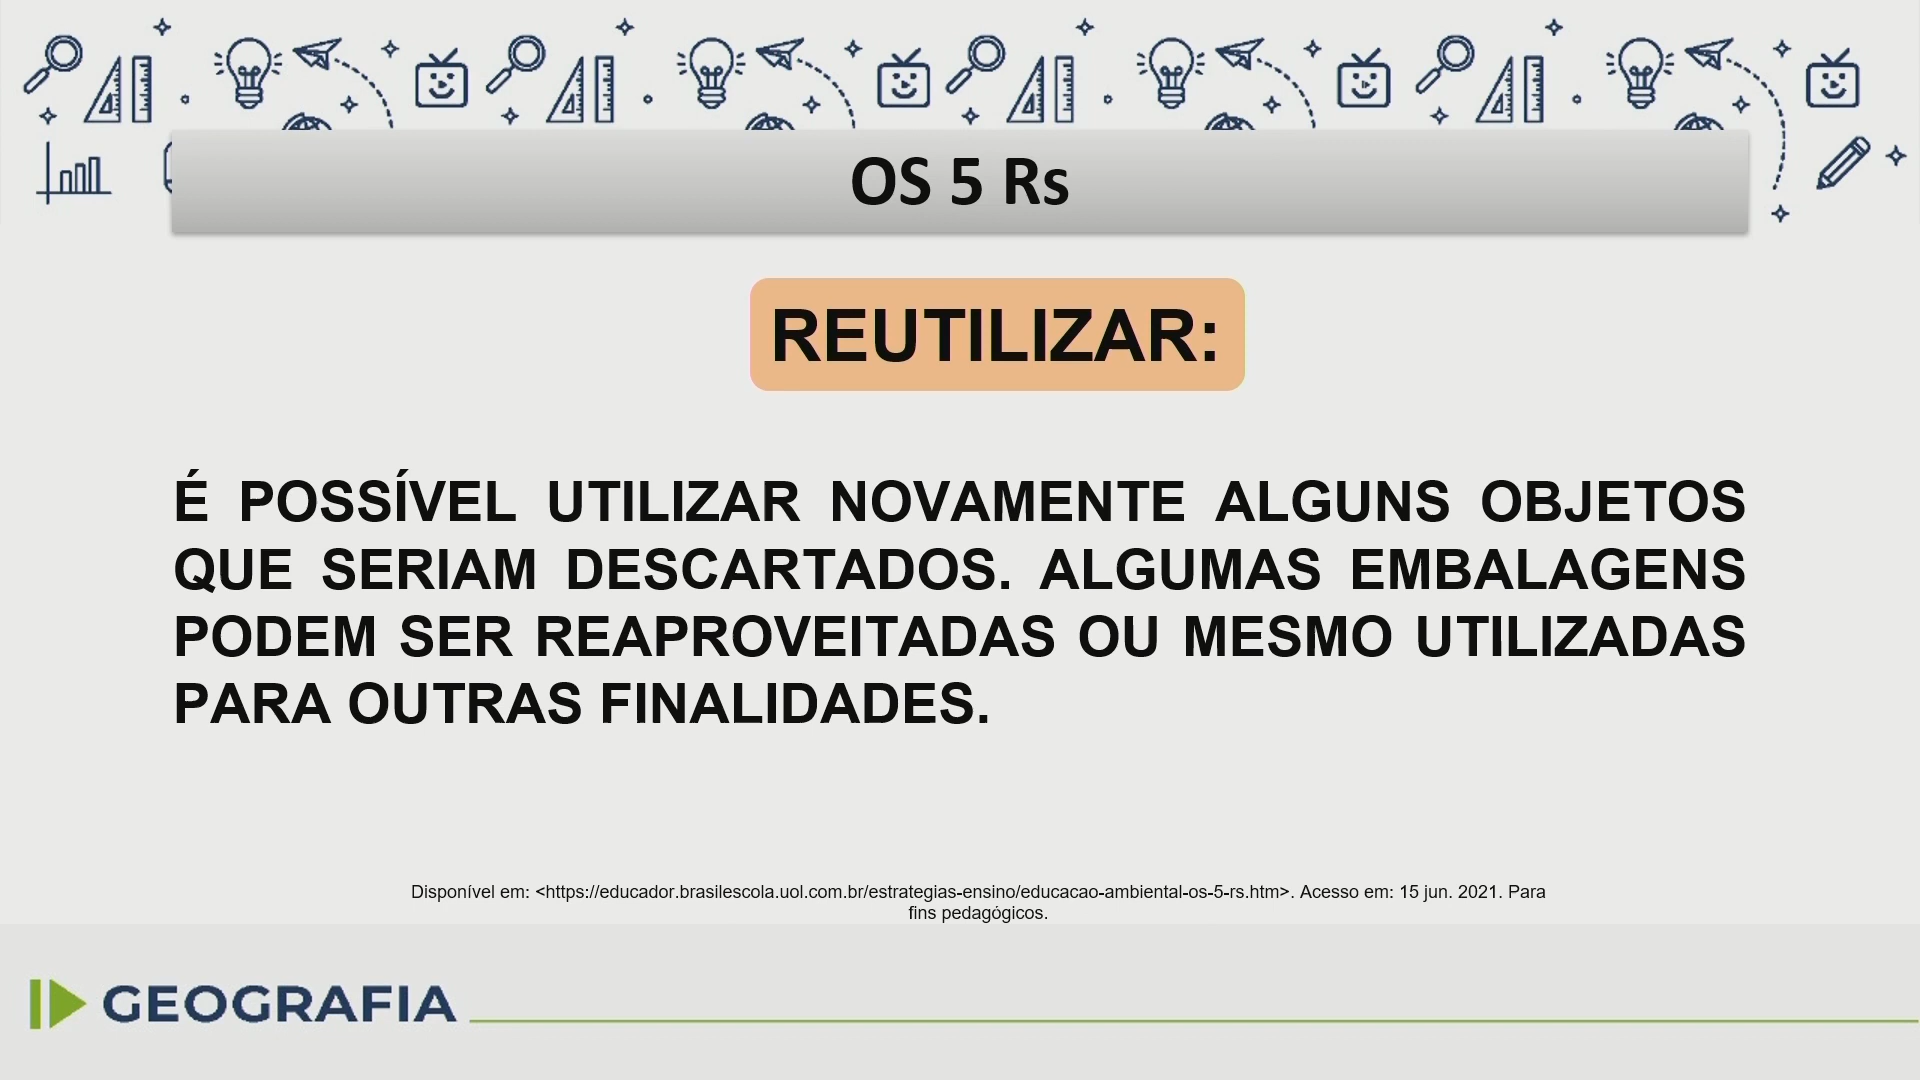 OS 5 Rs
REUTILIZAR:
É POSSÍVEL UTILIZAR NOVAMENTE ALGUNS OBJETOS
QUE SERIAM DESCARTADOS. ALGUMAS EMBALAGENS
PODEM SER REAPROVEITADAS OU MESMO UTILIZADAS
PARA OUTRAS FINALIDADES.
Disponível em: <https://educador.brasilescola.uol.com.br/estrategias-ensino/educacao-ambiental-os-5-rs.htm>. Acesso em: 15 jun. 2021. Para
fins pedagógicos.
GEOGRAFIA